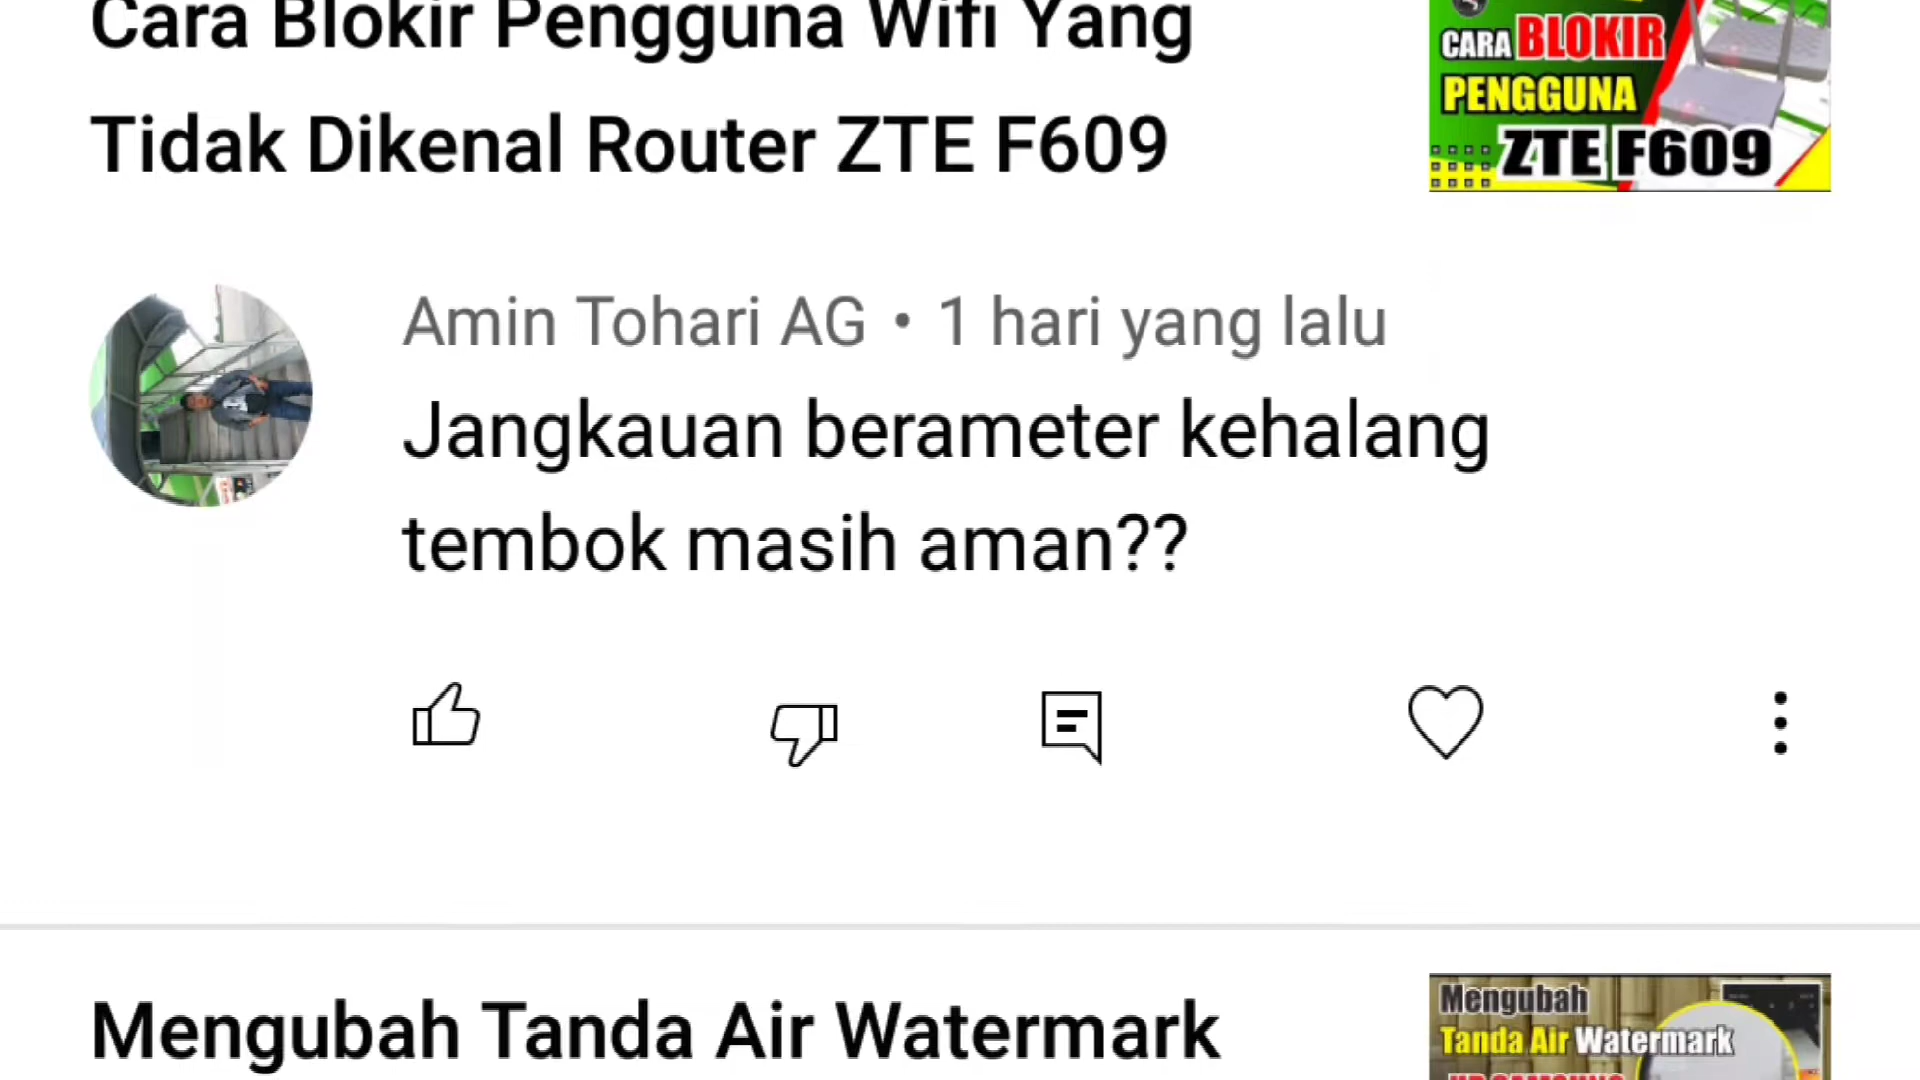 Cara Blokir Pengguna Wifi Yang
Tidak Dikenal Router ZTE F609
CARA BLOKIR
PENGGUNA
ZTE F609
Amin Tohari AG • 1 hari yang lalu
Jangkauan berameter kehalang
tembok masih aman??
Mengubah Tanda Air Watermark
Mengubah
Tanda Air Watermark